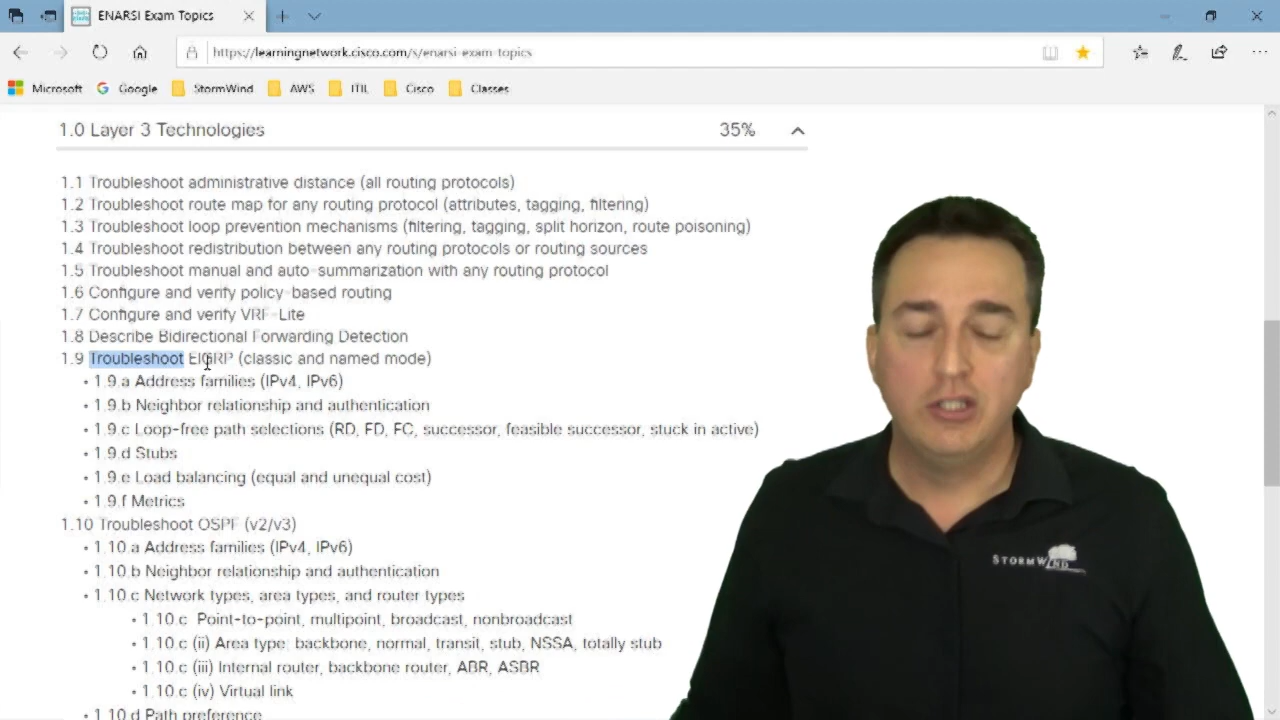 ENARSI Exam Topics
https://learningnetwork.cisco.com/s/enarsi-exam-topics
Microsoft Google StormWind AWS ITIL Cisco Classes
1.0 Layer 3 Technologies 35%
1.1 Troubleshoot administrative distance (all routing protocols)
1.2 Troubleshoot route map for any routing protocol (attributes, tagging, filtering)
1.3 Troubleshoot loop prevention mechanisms (filtering, tagging, split horizon, route poisoning)
1.4 Troubleshoot redistribution between any routing protocols or routing sources
1.5 Troubleshoot manual and auto-summarization with any routing protocol
1.6 Configure and verify policy-based routing
1.7 Configure and verify VRF-Lite
1.8 Describe Bidirectional Forwarding Detection
1.9 Troubleshoot EIGRP (classic and named mode)
• 1.9.a Address families (IPv4, IPv6)
• 1.9.b Neighbor relationship and authentication
• 1.9.c Loop-free path selections (RD, FD, FC, successor, feasible successor, stuck in active)
• 1.9.d Stubs
• 1.9.e Load balancing (equal and unequal cost)
• 1.9.f Metrics
1.10 Troubleshoot OSPF (v2/v3)
• 1.10.a Address families (IPv4, IPv6)
• 1.10.b Neighbor relationship and authentication
• 1.10.c Network types, area types, and router types
• 1.10.c Point-to-point, multipoint, broadcast, nonbroadcast
• 1.10.c (ii) Area type: backbone, normal, transit, stub, NSSA, totally stub
• 1.10.c (iii) Internal router, backbone router, ABR, ASBR
• 1.10.c (iv) Virtual link
• 1.10.d Path preference
STORMWIND